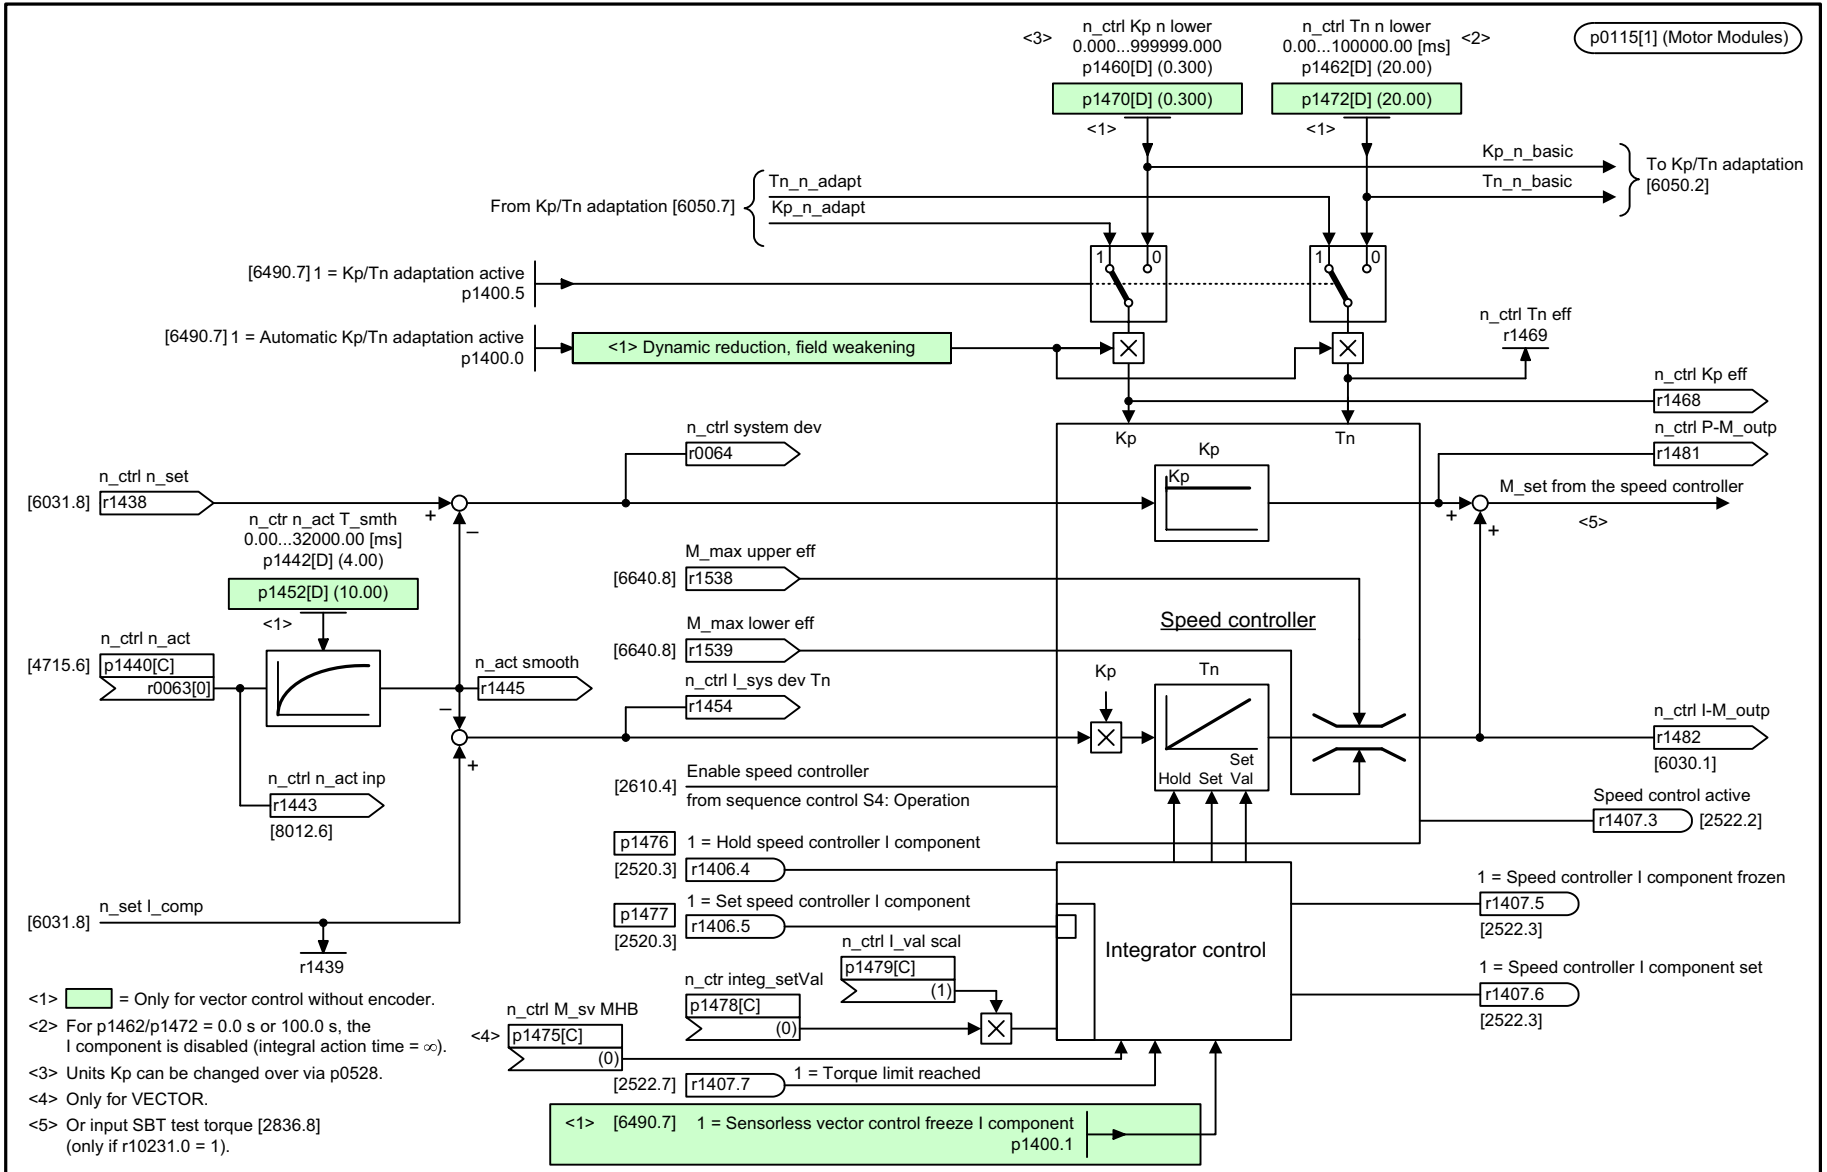 n_ctrl Kp n lower
<3> 0.000...999999.000
p1460[D] (0.300)
p1470[D] (0.300)
<1>
n_ctrl Tn n lower
0.00...100000.00 [ms] <2>
p1462[D] (20.00)
p1472[D] (20.00)
<1>
p0115[1] (Motor Modules)
Kp_n_basic
Tn_n_basic
To Kp/Tn adaptation
[6050.2]
From Kp/Tn adaptation [6050.7]
Tn_n_adapt
Kp_n_adapt
1 0
1 0
[6490.7] 1 = Kp/Tn adaptation active
p1400.5
[6490.7] 1 = Automatic Kp/Tn adaptation active
p1400.0
<1> Dynamic reduction, field weakening
n_ctrl Tn eff
r1469
n_ctrl Kp eff
r1468
n_ctrl P-M_outp
r1481
n_ctrl system dev
r0064
Kp
Tn
Kp
Kp
n_ctrl n_set
[6031.8] r1438
+
−
M_set from the speed controller
<5>
+
+
n_ctr n_act T_smth
0.00...32000.00 [ms]
p1442[D] (4.00)
p1452[D] (10.00)
<1>
M_max upper eff
[6640.8] r1538
M_max lower eff
[6640.8] r1539
Speed controller
n_ctrl n_act
[4715.6] p1440[C]
r0063[0]
n_act smooth
r1445
−
+
n_ctrl I_sys dev Tn
r1454
Kp
Tn
Set
Hold Set Val
n_ctrl I-M_outp
r1482
[6030.1]
n_ctrl n_act inp
r1443
[8012.6]
[2610.4] Enable speed controller
from sequence control S4: Operation
Speed control active
r1407.3 [2522.2]
p1476 1 = Hold speed controller I component
[2520.3] r1406.4
p1477 1 = Set speed controller I component
[2520.3] r1406.5
Integrator control
1 = Speed controller I component frozen
r1407.5
[2522.3]
1 = Speed controller I component set
r1407.6
[2522.3]
[6031.8] n_set I_comp
r1439
n_ctrl I_val scal
p1479[C]
(1)
n_ctr integ_setVal
p1478[C]
(0)
n_ctrl M_sv MHB
<4> p1475[C]
(0)
[2522.7] r1407.7 1 = Torque limit reached
<1> [6490.7] 1 = Sensorless vector control freeze I component
p1400.1
<1> = Only for vector control without encoder.
<2> For p1462/p1472 = 0.0 s or 100.0 s, the
I component is disabled (integral action time = ∞).
<3> Units Kp can be changed over via p0528.
<4> Only for VECTOR.
<5> Or input SBT test torque [2836.8]
(only if r10231.0 = 1).